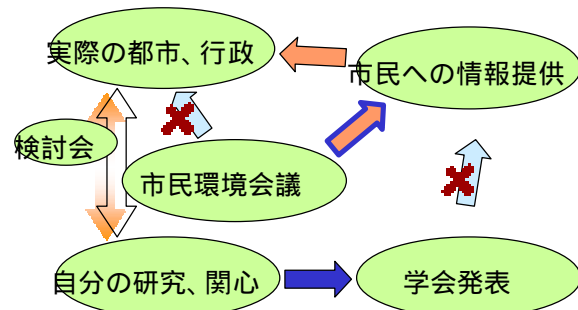 実際の都市、行政
市民への情報提供
検討会
市民環境会議
自分の研究、関心
学会発表